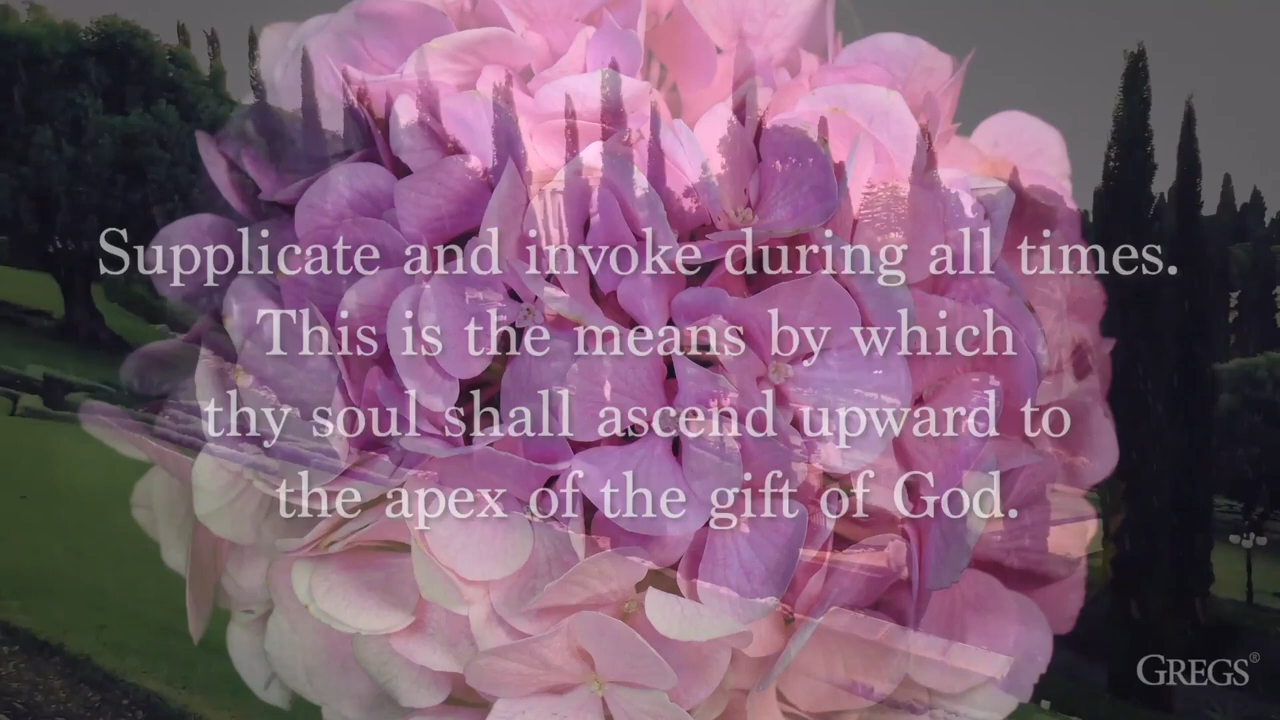 Supplicate and invoke during all times.
This is the means by which
thy soul shall ascend upward to
the apex of the gift of God.
GREGS®